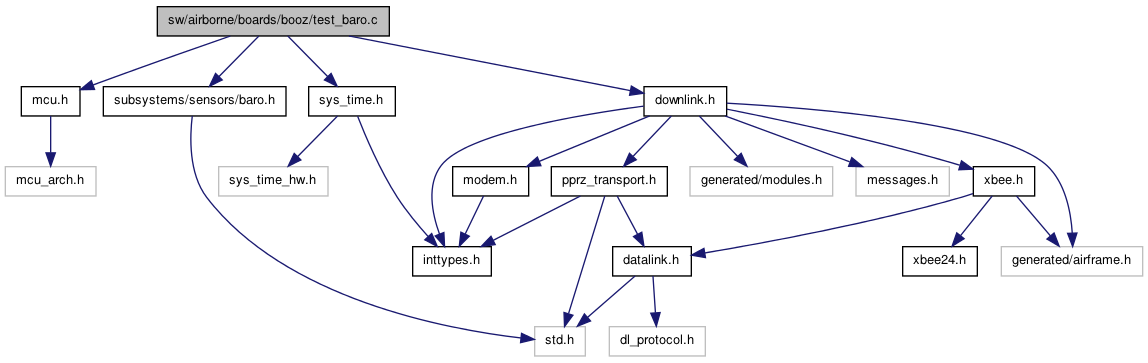 sw/airborne/boards/booz/test_baro.c
mcu.h
subsystems/sensors/baro.h
sys_time.h
downlink.h
mcu_arch.h
sys_time_hw.h
modem.h
pprz_transport.h
generated/modules.h
messages.h
xbee.h
inttypes.h
datalink.h
xbee24.h
generated/airframe.h
std.h
dl_protocol.h